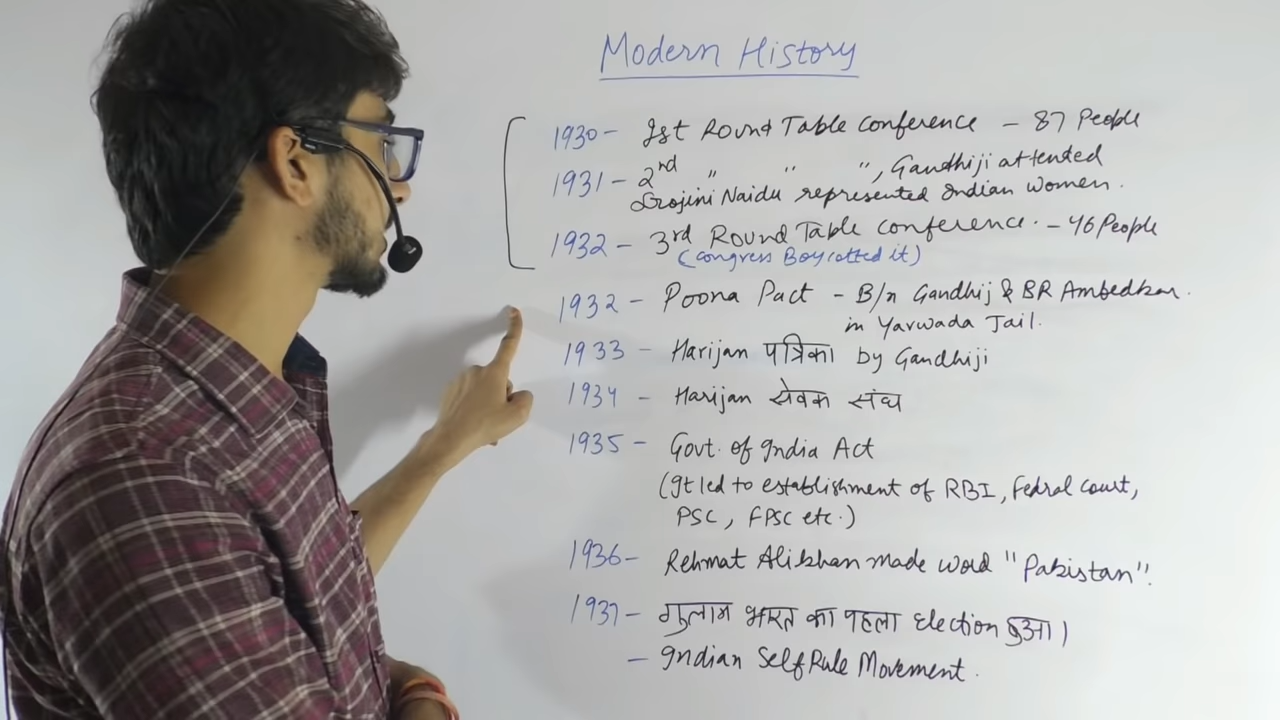 Modern History
1930 - Ist Round Table conference - 87 People
1931 - 2nd " " ", Gandhiji attented
Srojini Naidu represented Indian women.
1932 - 3rd Round Table conference. - 46 People
(congress Boycotted it)
1932 - Poona Pact - B/n Gandhij & BR Ambedkar.
in Yarwada Jail.
1933 - Harijan पत्रिका by Gandhiji
1934 - Harijan सेवक संघ
1935 - Govt. of India Act
(It led to establishment of RBI, Fedral court,
PSC, FPSC etc.)
1936 - Rehmat Alikhan made word "Pakistan".
1937 - गुलाम भारत का पहला Election हुआ।
- Indian Self Rule Movement.